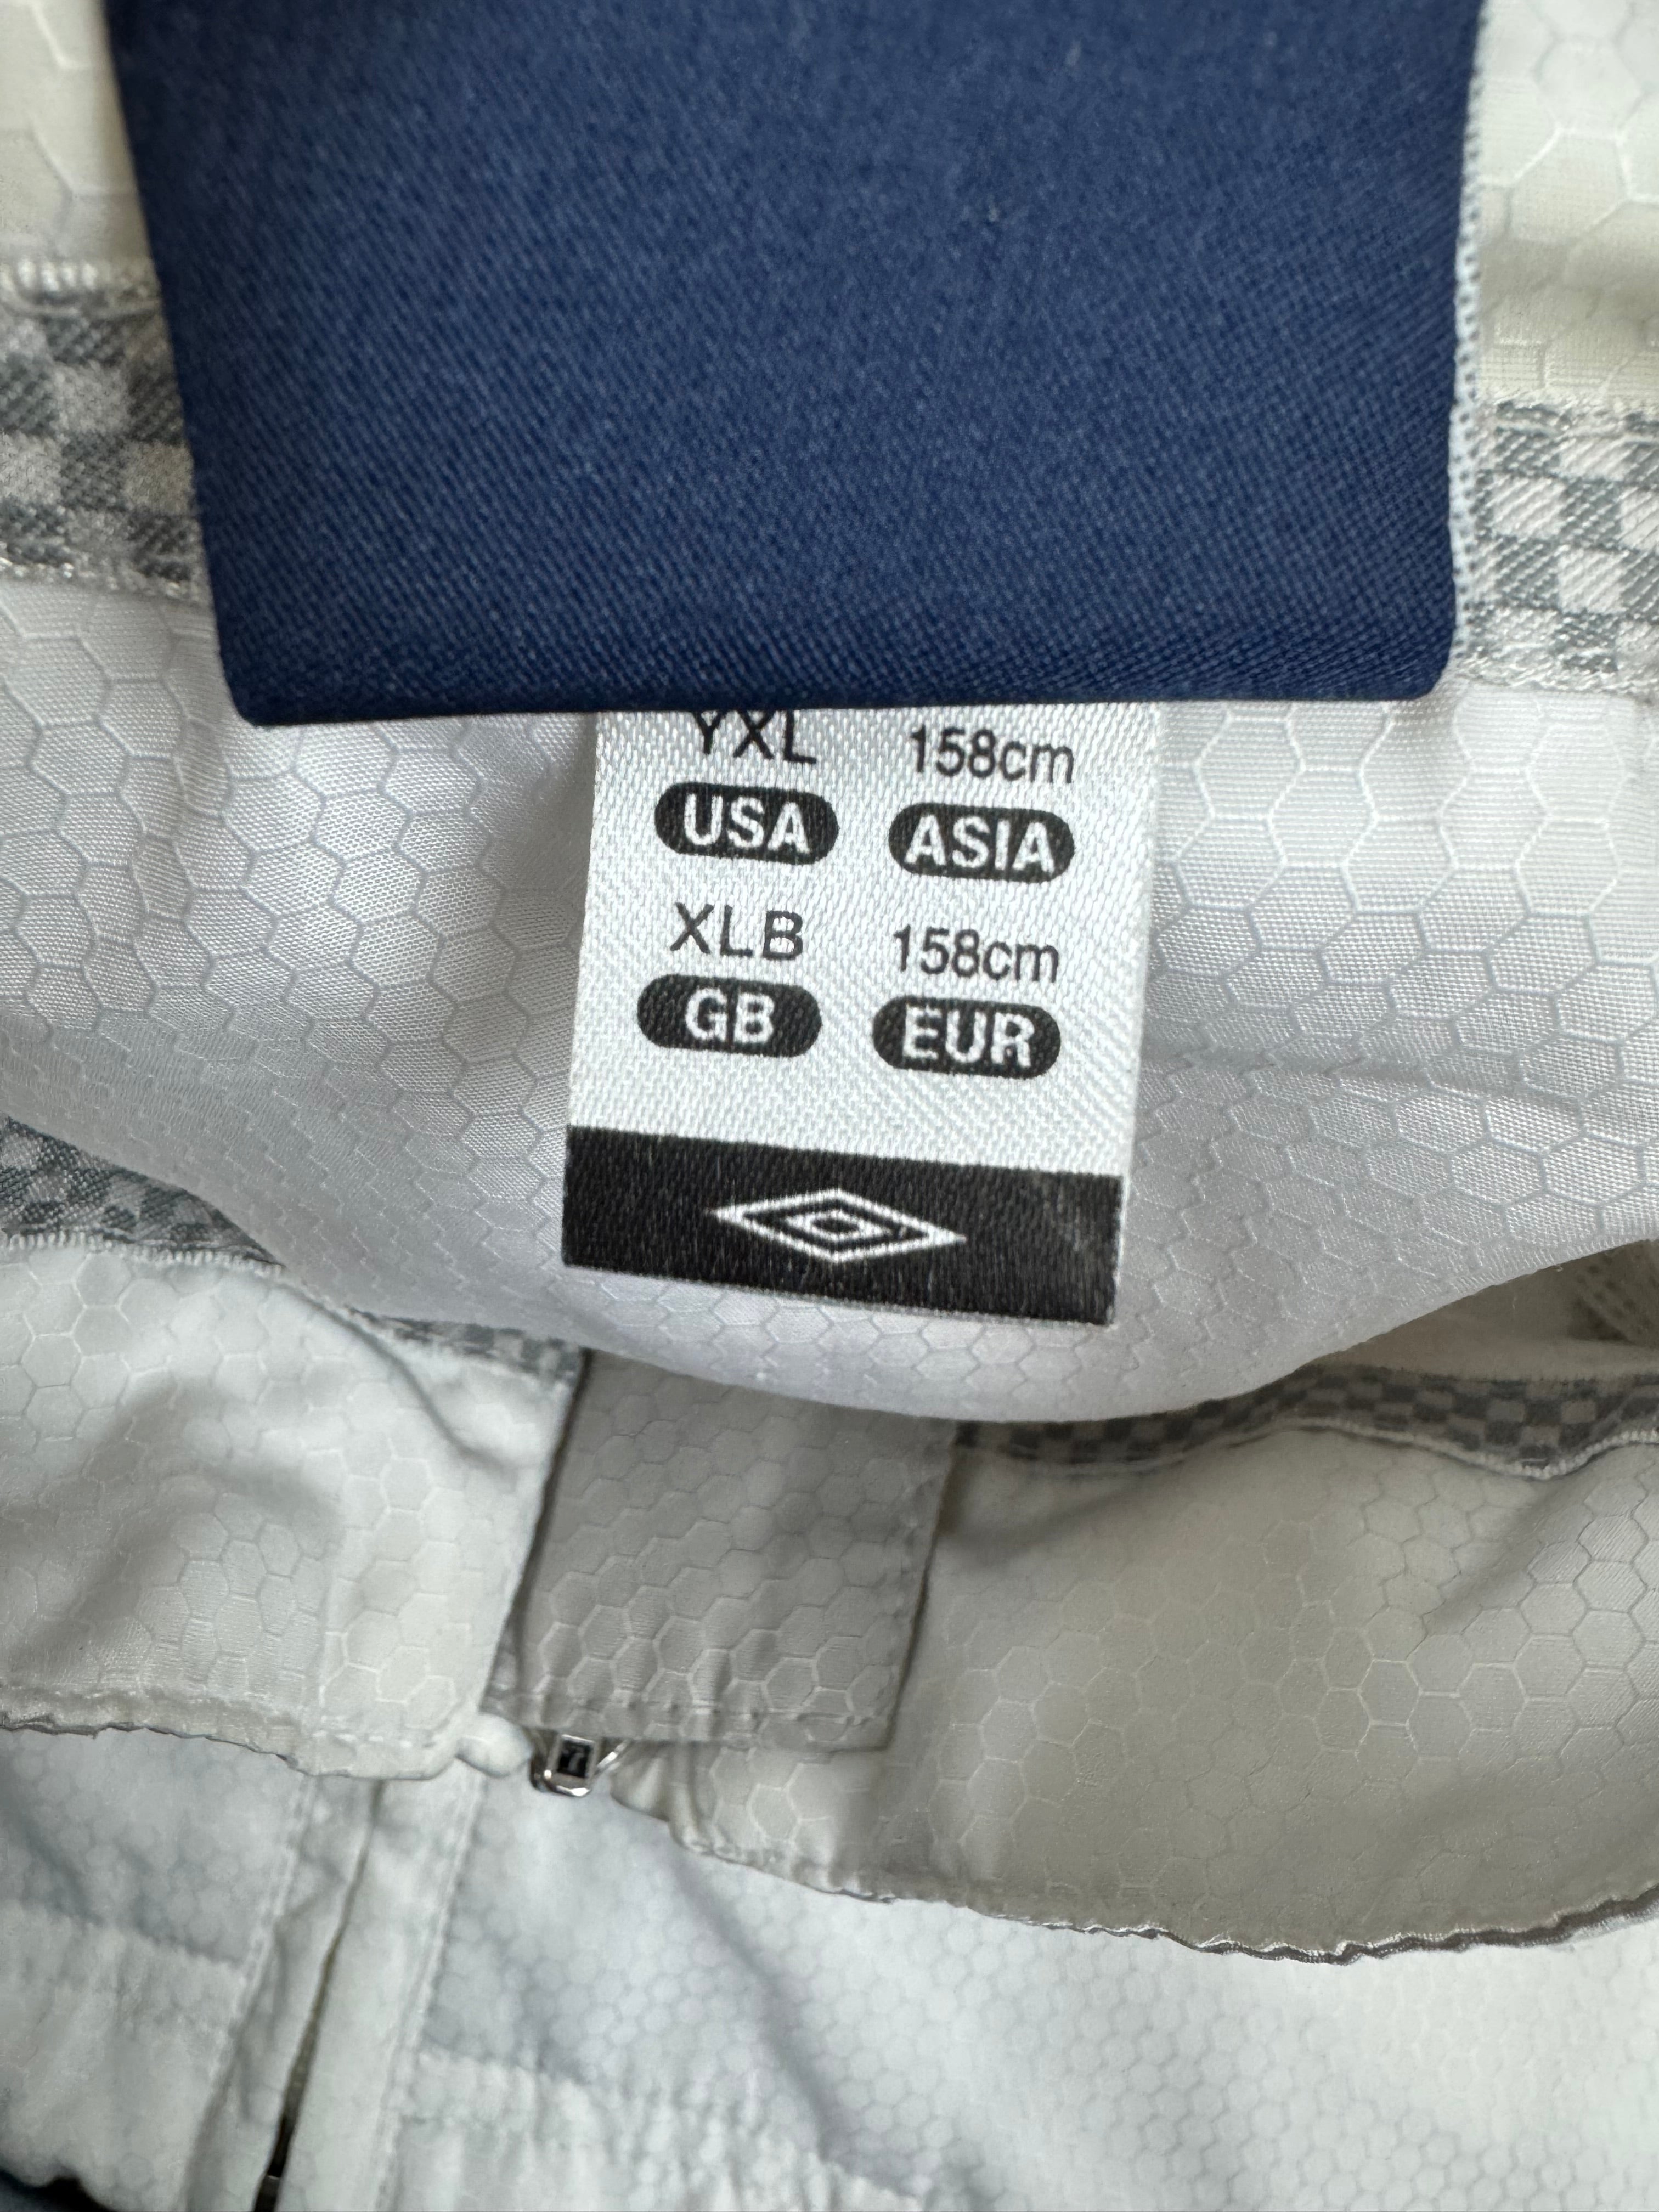 YXL 158cm
USA ASIA
XLB 158cm
GB EUR